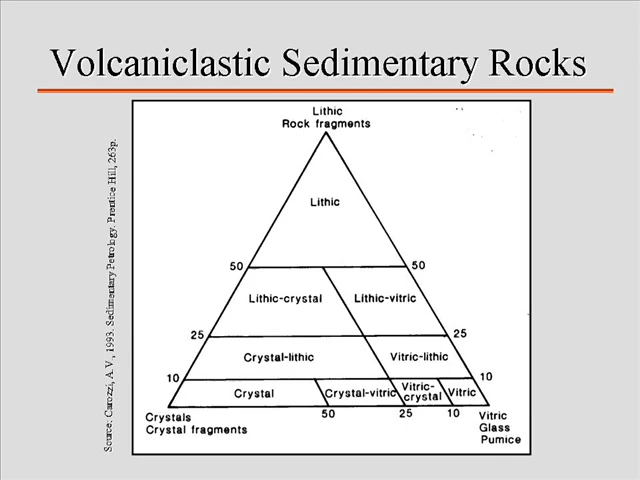 Volcaniclastic Sedimentary Rocks
Source: Carozzi, A.V., 1993. Sedimentary Petrology. Prentice Hill, 263p.
Lithic
Rock fragments
Lithic
50
50
Lithic-crystal
Lithic-vitric
25
25
Crystal-lithic
Vitric-lithic
10
10
Crystal
Crystal-vitric
Vitric-
crystal
Vitric
50
25
10
Crystals
Crystal fragments
Vitric
Glass
Pumice